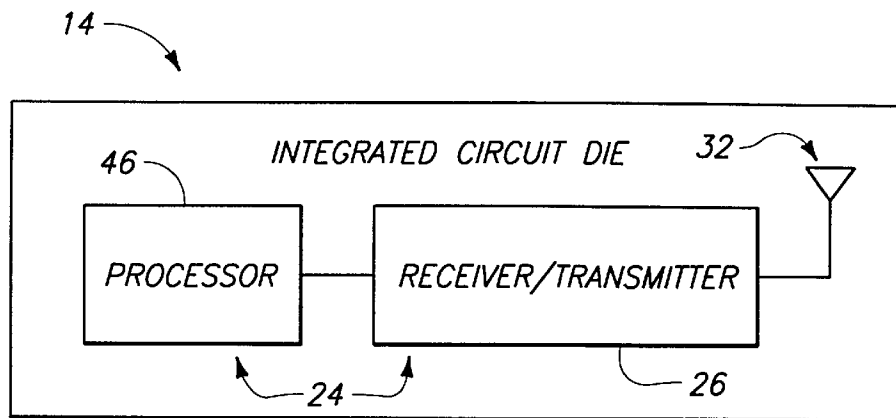 14
46
INTEGRATED CIRCUIT DIE
32
PROCESSOR
RECEIVER/TRANSMITTER
24
26